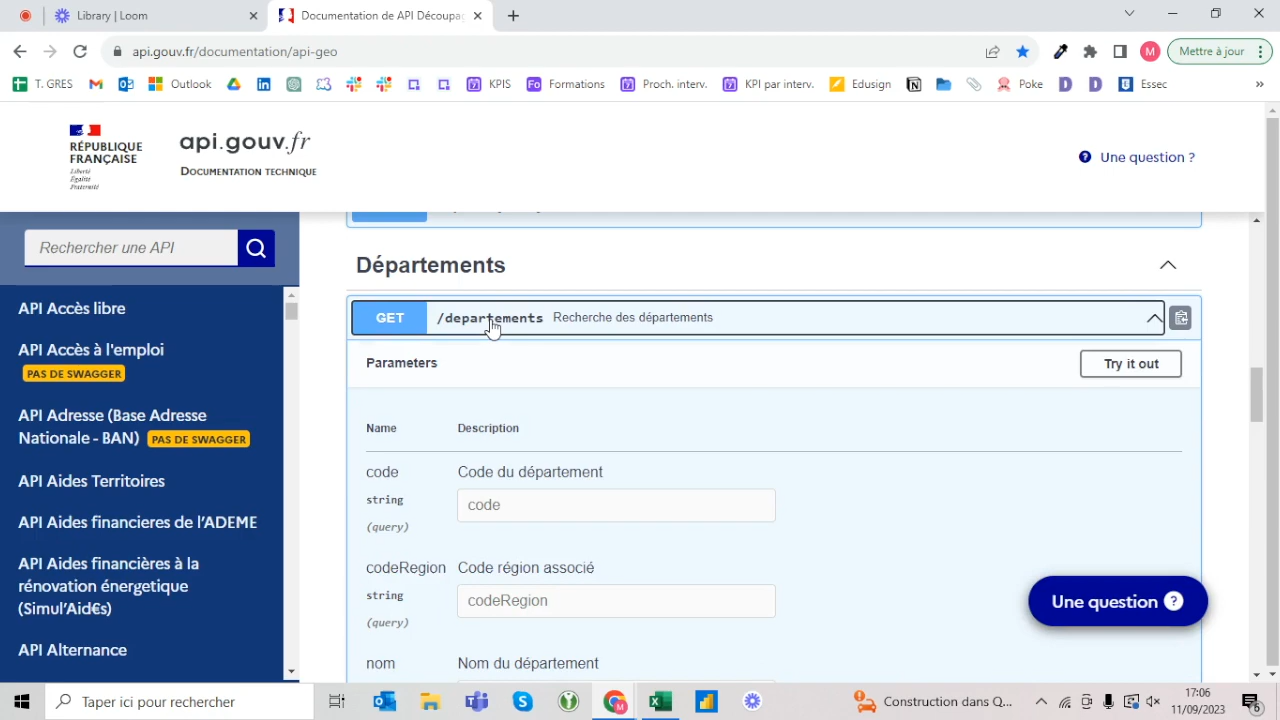 Library | Loom
Documentation de API Découpa
api.gouv.fr/documentation/api-geo
M
Mettre à jour
T. GRES
Outlook
KPIS
Fo
Formations
Proch. interv.
KPI par interv.
Edusign
Poke
Essec
»
RÉPUBLIQUE
FRANÇAISE
Liberté
Égalité
Fraternité
api.gouv.fr
DOCUMENTATION TECHNIQUE
Une question ?
Rechercher une API
API Accès libre
API Accès à l'emploi
PAS DE SWAGGER
API Adresse (Base Adresse
Nationale - BAN) PAS DE SWAGGER
API Aides Territoires
API Aides financieres de l'ADEME
API Aides financières à la
rénovation énergetique
(Simul'Aid€s)
API Alternance
Départements
GET /departements Recherche des départements
Parameters
Try it out
Name Description
code Code du département
string code
(query)
codeRegion Code région associé
string codeRegion
(query)
nom Nom du département
Une question ?
Taper ici pour rechercher
Construction dans Q...
17:06
11/09/2023
6